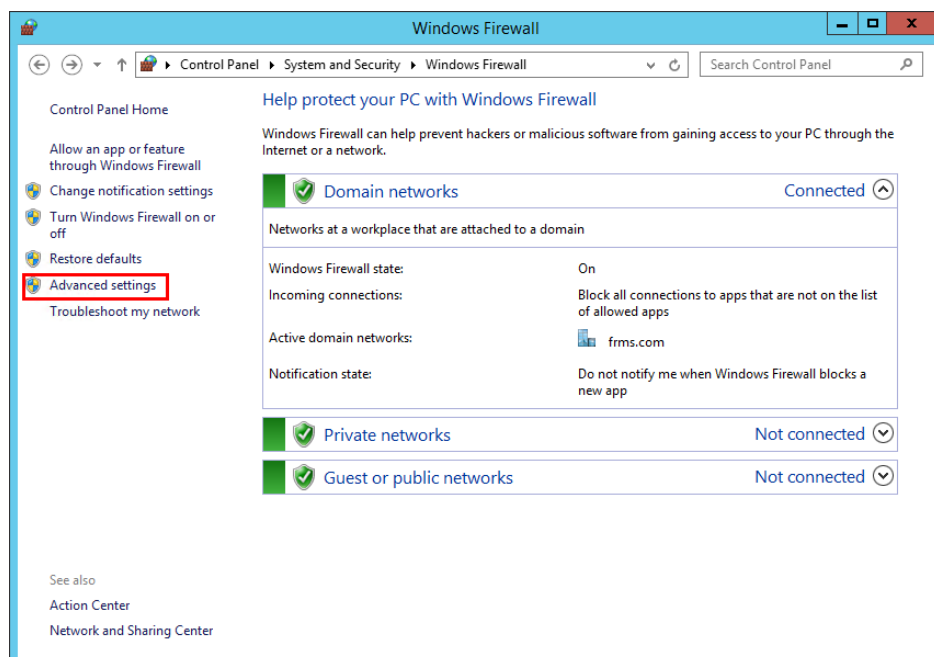 Windows Firewall
Control Panel
System and Security
Windows Firewall
Search Control Panel
Control Panel Home
Allow an app or feature
through Windows Firewall
Change notification settings
Turn Windows Firewall on or
off
Restore defaults
Advanced settings
Troubleshoot my network
See also
Action Center
Network and Sharing Center
Help protect your PC with Windows Firewall
Windows Firewall can help prevent hackers or malicious software from gaining access to your PC through the
Internet or a network.
Domain networks Connected
Networks at a workplace that are attached to a domain
Windows Firewall state: On
Incoming connections: Block all connections to apps that are not on the list
of allowed apps
Active domain networks: frms.com
Notification state: Do not notify me when Windows Firewall blocks a
new app
Private networks Not connected
Guest or public networks Not connected